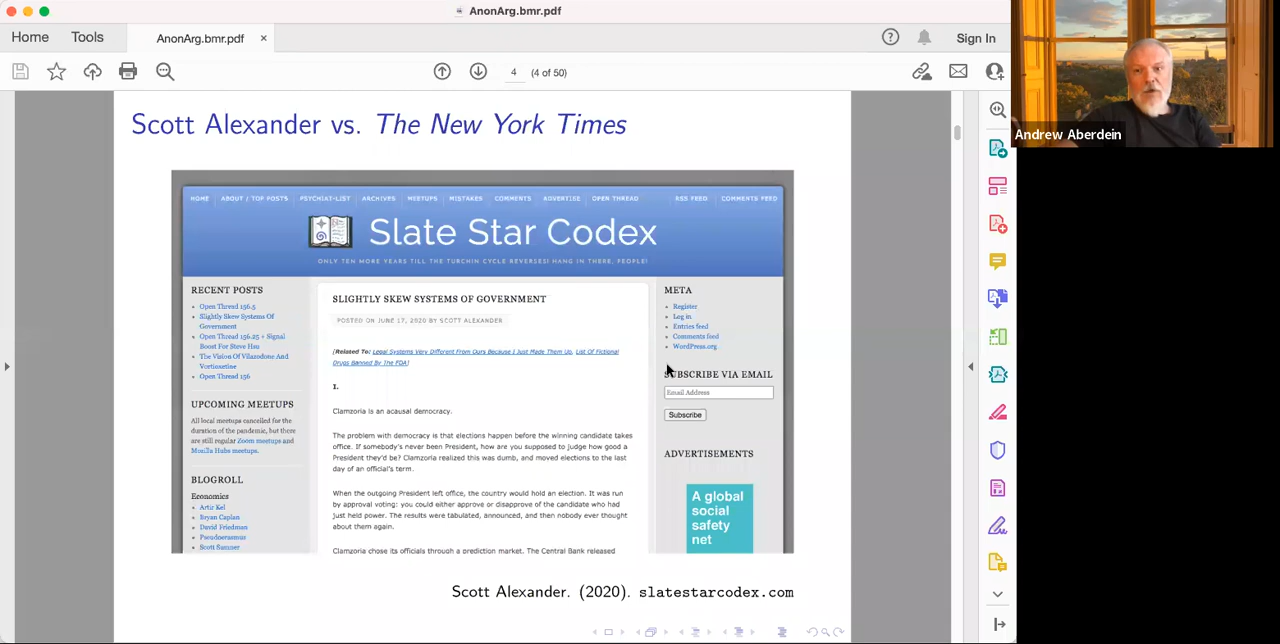 AnonArg.bmr.pdf
Home
Tools
AnonArg.bmr.pdf
×
Sign In
4
(4 of 50)
Andrew Aberdein
Scott Alexander vs. The New York Times
HOME
ABOUT / TOP POSTS
PSYCHIAT-LIST
ARCHIVES
MEETUPS
MISTAKES
COMMENTS
ADVERTISE
OPEN THREAD
RSS FEED
COMMENTS FEED
Slate Star Codex
ONLY TEN MORE YEARS TILL THE TURCHIN CYCLE REVERSES! HANG IN THERE, PEOPLE!
RECENT POSTS
Open Thread 156.5
Slightly Skew Systems Of
Government
Open Thread 156.25 + Signal
Boost For Steve Hsu
The Vision Of Vilazodone And
Vortioxetine
Open Thread 156
UPCOMING MEETUPS
All local meetups cancelled for the
duration of the pandemic, but there
are still regular Zoom meetups and
Mozilla Hubs meetups.
BLOGROLL
Economics
Artir Kel
Bryan Caplan
David Friedman
Pseudoerasmus
Scott Sumner
SLIGHTLY SKEW SYSTEMS OF GOVERNMENT
POSTED ON JUNE 17, 2020 BY SCOTT ALEXANDER
[Related To: Legal Systems Very Different From Ours Because I Just Made Them Up, List Of Fictional
Drugs Banned By The FDA]
I.
Clamzoria is an acausal democracy.
The problem with democracy is that elections happen before the winning candidate takes
office. If somebody's never been President, how are you supposed to judge how good a
President they'd be? Clamzoria realized this was dumb, and moved elections to the last
day of an official's term.
When the outgoing President left office, the country would hold an election. It was run
by approval voting: you could either approve or disapprove of the candidate who had
just held power. The results were tabulated, announced, and then nobody ever thought
about them again.
Clamzoria chose its officials through a prediction market. The Central Bank released
META
Register
Log in
Entries feed
Comments feed
WordPress.org
SUBSCRIBE VIA EMAIL
Email Address
Subscribe
ADVERTISEMENTS
A global
social
safety
net
Scott Alexander. (2020). slatestarcodex.com